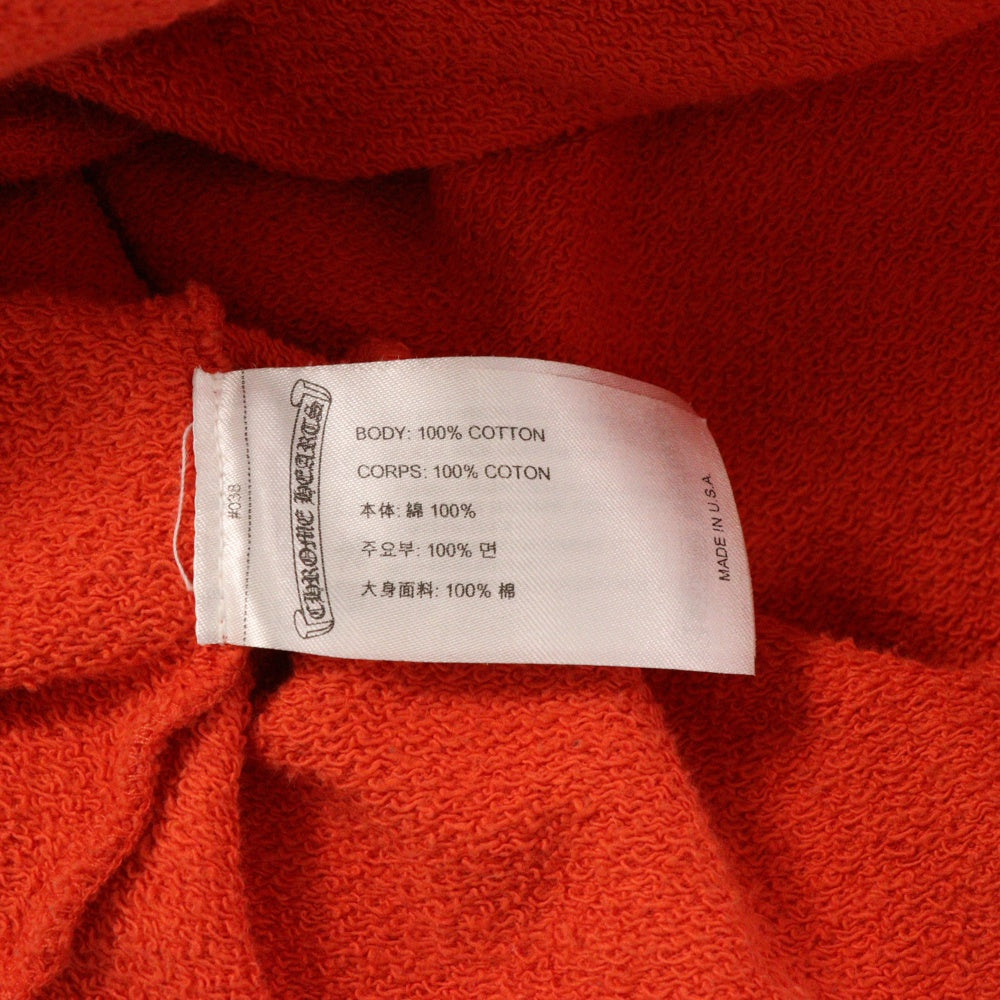 #038
CHROME HEARTS
BODY: 100% COTTON
CORPS: 100% COTON
本体: 綿 100%
주요부: 100% 면
大身面料: 100% 棉
MADE IN U.S.A